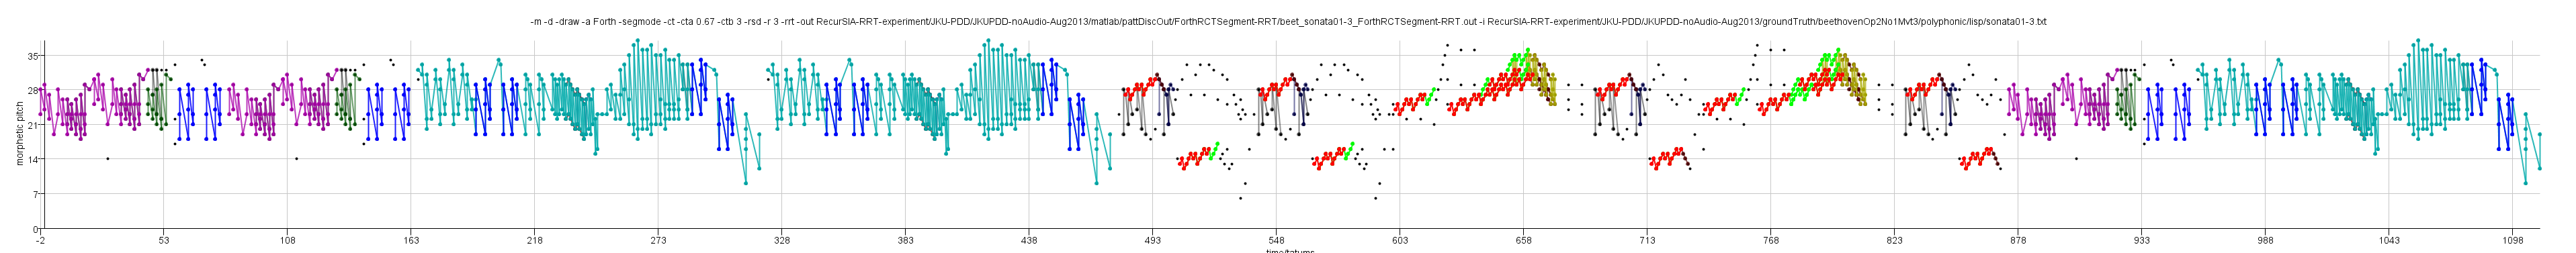 -m -d -draw -a Forth -segmode -ct -cta 0.67 -ctb 3 -rsd -r 3 -rrt -out RecurSIA-RRT-experiment/JKU-PDD/JKUPDD-noAudio-Aug2013/matlab/pattDiscOut/ForthRCTSegment-RRT/beet_sonata01-3_ForthRCTSegment-RRT.out -i RecurSIA-RRT-experiment/JKU-PDD/JKUPDD-noAudio-Aug2013/groundTruth/beethovenOp2No1Mvt3/polyphonic/lisp/sonata01-3.txt
morphetic pitch
35
28
21
14
7
0
-2 53 108 163 218 273 328 383 438 493 548 603 658 713 768 823 878 933 988 1043 1098
time/tatums